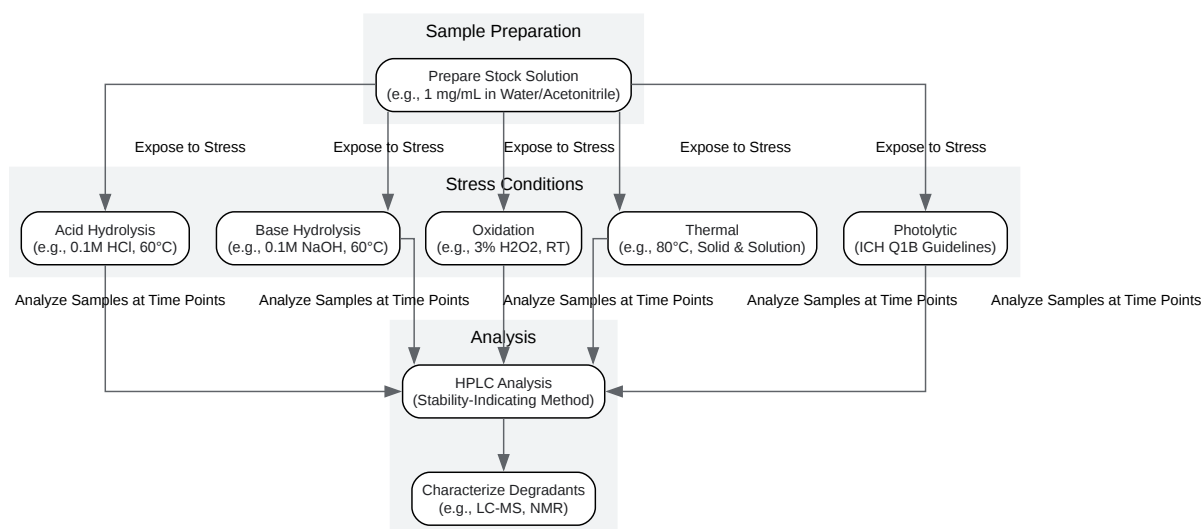 Sample Preparation
Prepare Stock Solution
(e.g., 1 mg/mL in Water/Acetonitrile)
Expose to Stress
Expose to Stress
Expose to Stress
Expose to Stress
Expose to Stress
Stress Conditions
Acid Hydrolysis
(e.g., 0.1M HCl, 60°C)
Base Hydrolysis
(e.g., 0.1M NaOH, 60°C)
Oxidation
(e.g., 3% H2O2, RT)
Thermal
(e.g., 80°C, Solid & Solution)
Photolytic
(ICH Q1B Guidelines)
Analyze Samples at Time Points
Analyze Samples at Time Points
Analyze Samples at Time Points
Analyze Samples at Time Points
Analyze Samples at Time Points
Analysis
HPLC Analysis
(Stability-Indicating Method)
Characterize Degradants
(e.g., LC-MS, NMR)